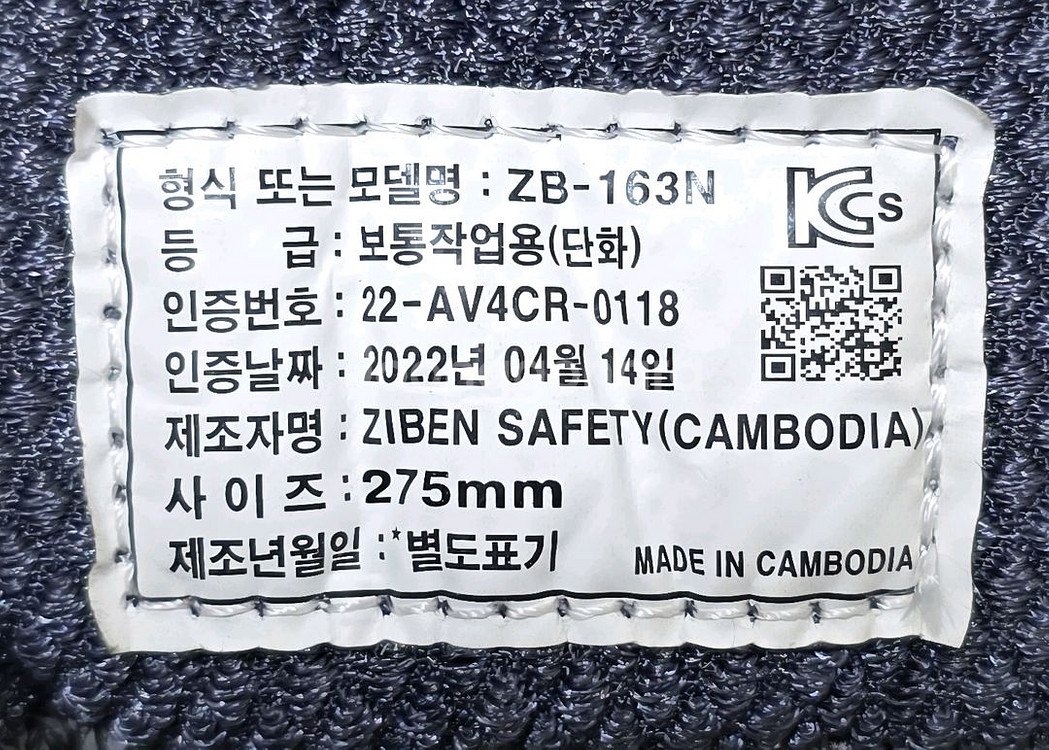 형식 또는 모델명 : ZB-163N
KCs
등 급 : 보통작업용(단화)
인증번호 : 22-AV4CR-0118
인증날짜 : 2022년 04월 14일
제조자명 : ZIBEN SAFETY(CAMBODIA)
사 이 즈 : 275mm
제조년월일 : *별도표기
MADE IN CAMBODIA